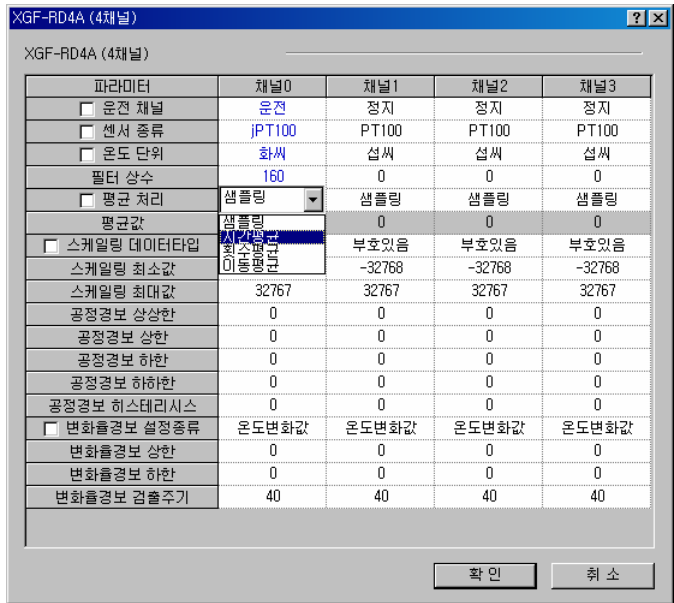 XGF-RD4A (4채널)
XGF-RD4A (4채널)
파라미터 채널0 채널1 채널2 채널3
운전 채널 운전 정지 정지 정지
센서 종류 jPT100 PT100 PT100 PT100
온도 단위 화씨 섭씨 섭씨 섭씨
필터 상수 160 0 0 0
평균 처리 샘플링 샘플링 샘플링 샘플링
평균값 샘플링 0 0 0
시간평균
스케일링 데이터타입 횟수평균 부호있음 부호있음 부호있음
스케일링 최소값 이동평균 -32768 -32768 -32768
스케일링 최대값 32767 32767 32767 32767
공정경보 상상한 0 0 0 0
공정경보 상한 0 0 0 0
공정경보 하한 0 0 0 0
공정경보 하하한 0 0 0 0
공정경보 히스테리시스 0 0 0 0
변화율경보 설정종류 온도변화값 온도변화값 온도변화값 온도변화값
변화율경보 상한 0 0 0 0
변화율경보 하한 0 0 0 0
변화율경보 검출주기 40 40 40 40
확 인 취 소